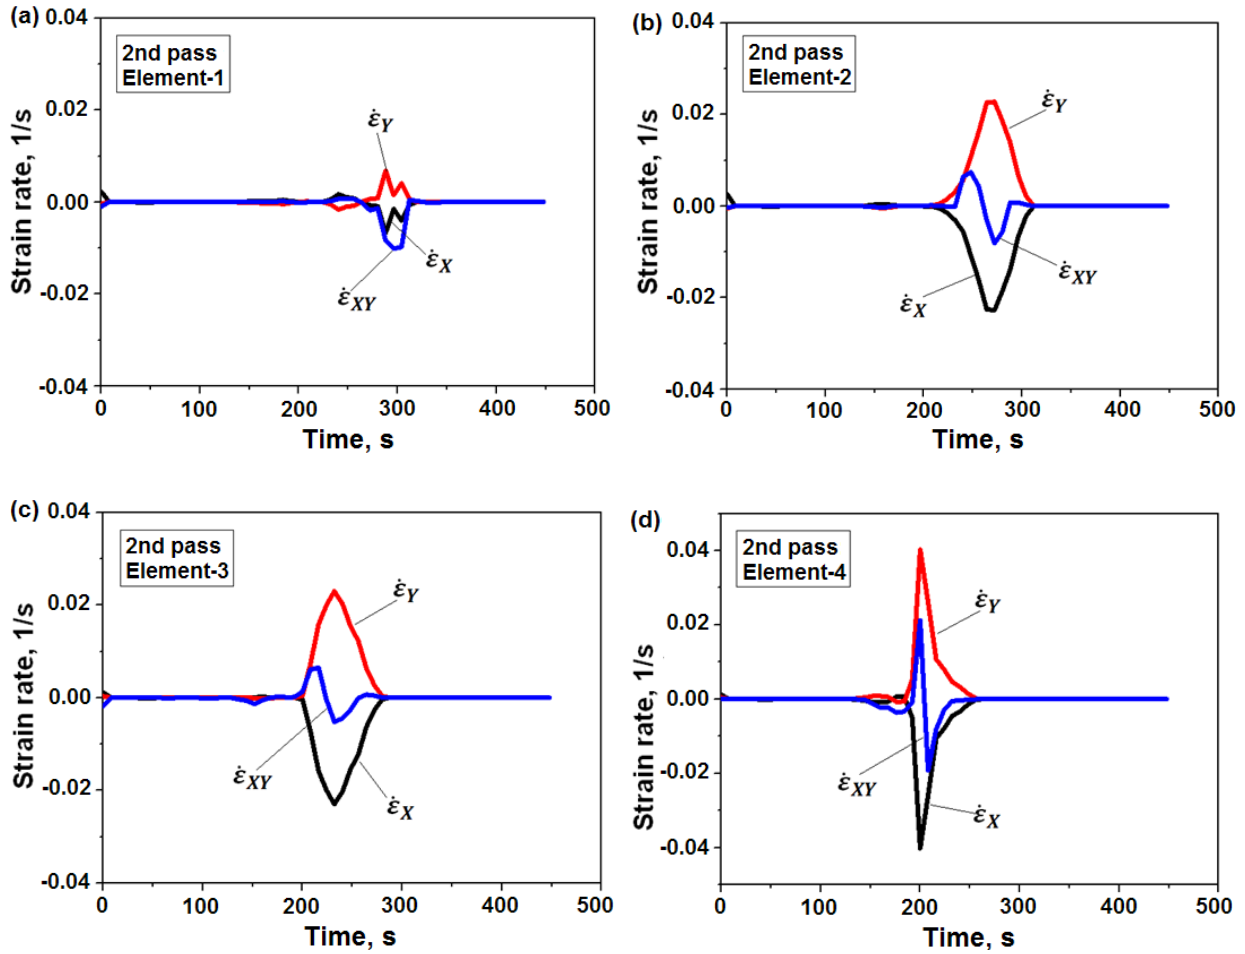 (a)
0.04
0.02
0.00
-0.02
-0.04
Strain rate, 1/s
2nd pass
Element-1
ε̇Y
ε̇X
ε̇XY
0 100 200 300 400 500
Time, s
(b)
0.04
0.02
0.00
-0.02
-0.04
Strain rate, 1/s
2nd pass
Element-2
ε̇Y
ε̇XY
ε̇X
0 100 200 300 400 500
Time, s
(c)
0.04
0.02
0.00
-0.02
-0.04
Strain rate, 1/s
2nd pass
Element-3
ε̇Y
ε̇XY
ε̇X
0 100 200 300 400 500
Time, s
(d)
0.04
0.02
0.00
-0.02
-0.04
Strain rate, 1/s
2nd pass
Element-4
ε̇Y
ε̇XY
ε̇X
0 100 200 300 400 500
Time, s